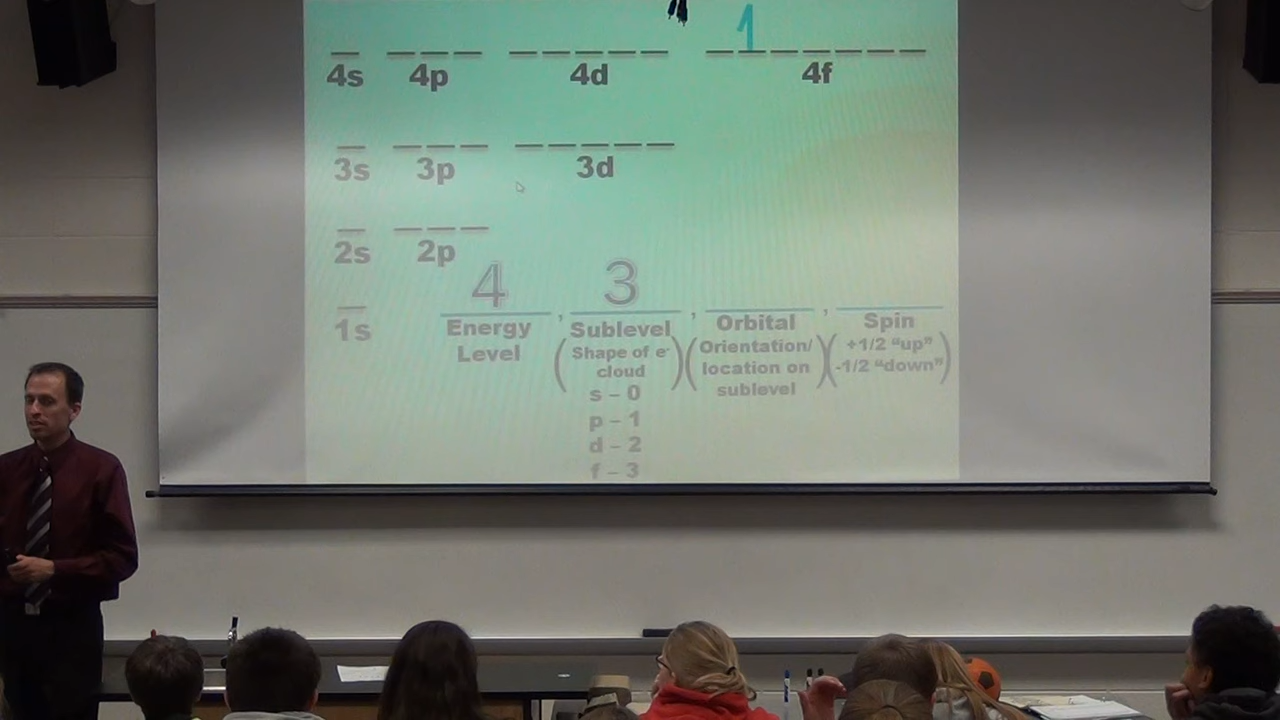 1
4s 4p 4d 4f
3s 3p 3d
2s 2p
4 , 3 , ,
1s
Energy Level
Sublevel
(Shape of e- cloud)
s – 0
p – 1
d – 2
f – 3
Orbital
(Orientation/
location on
sublevel)
Spin
(+1/2 “up”
-1/2 “down”)